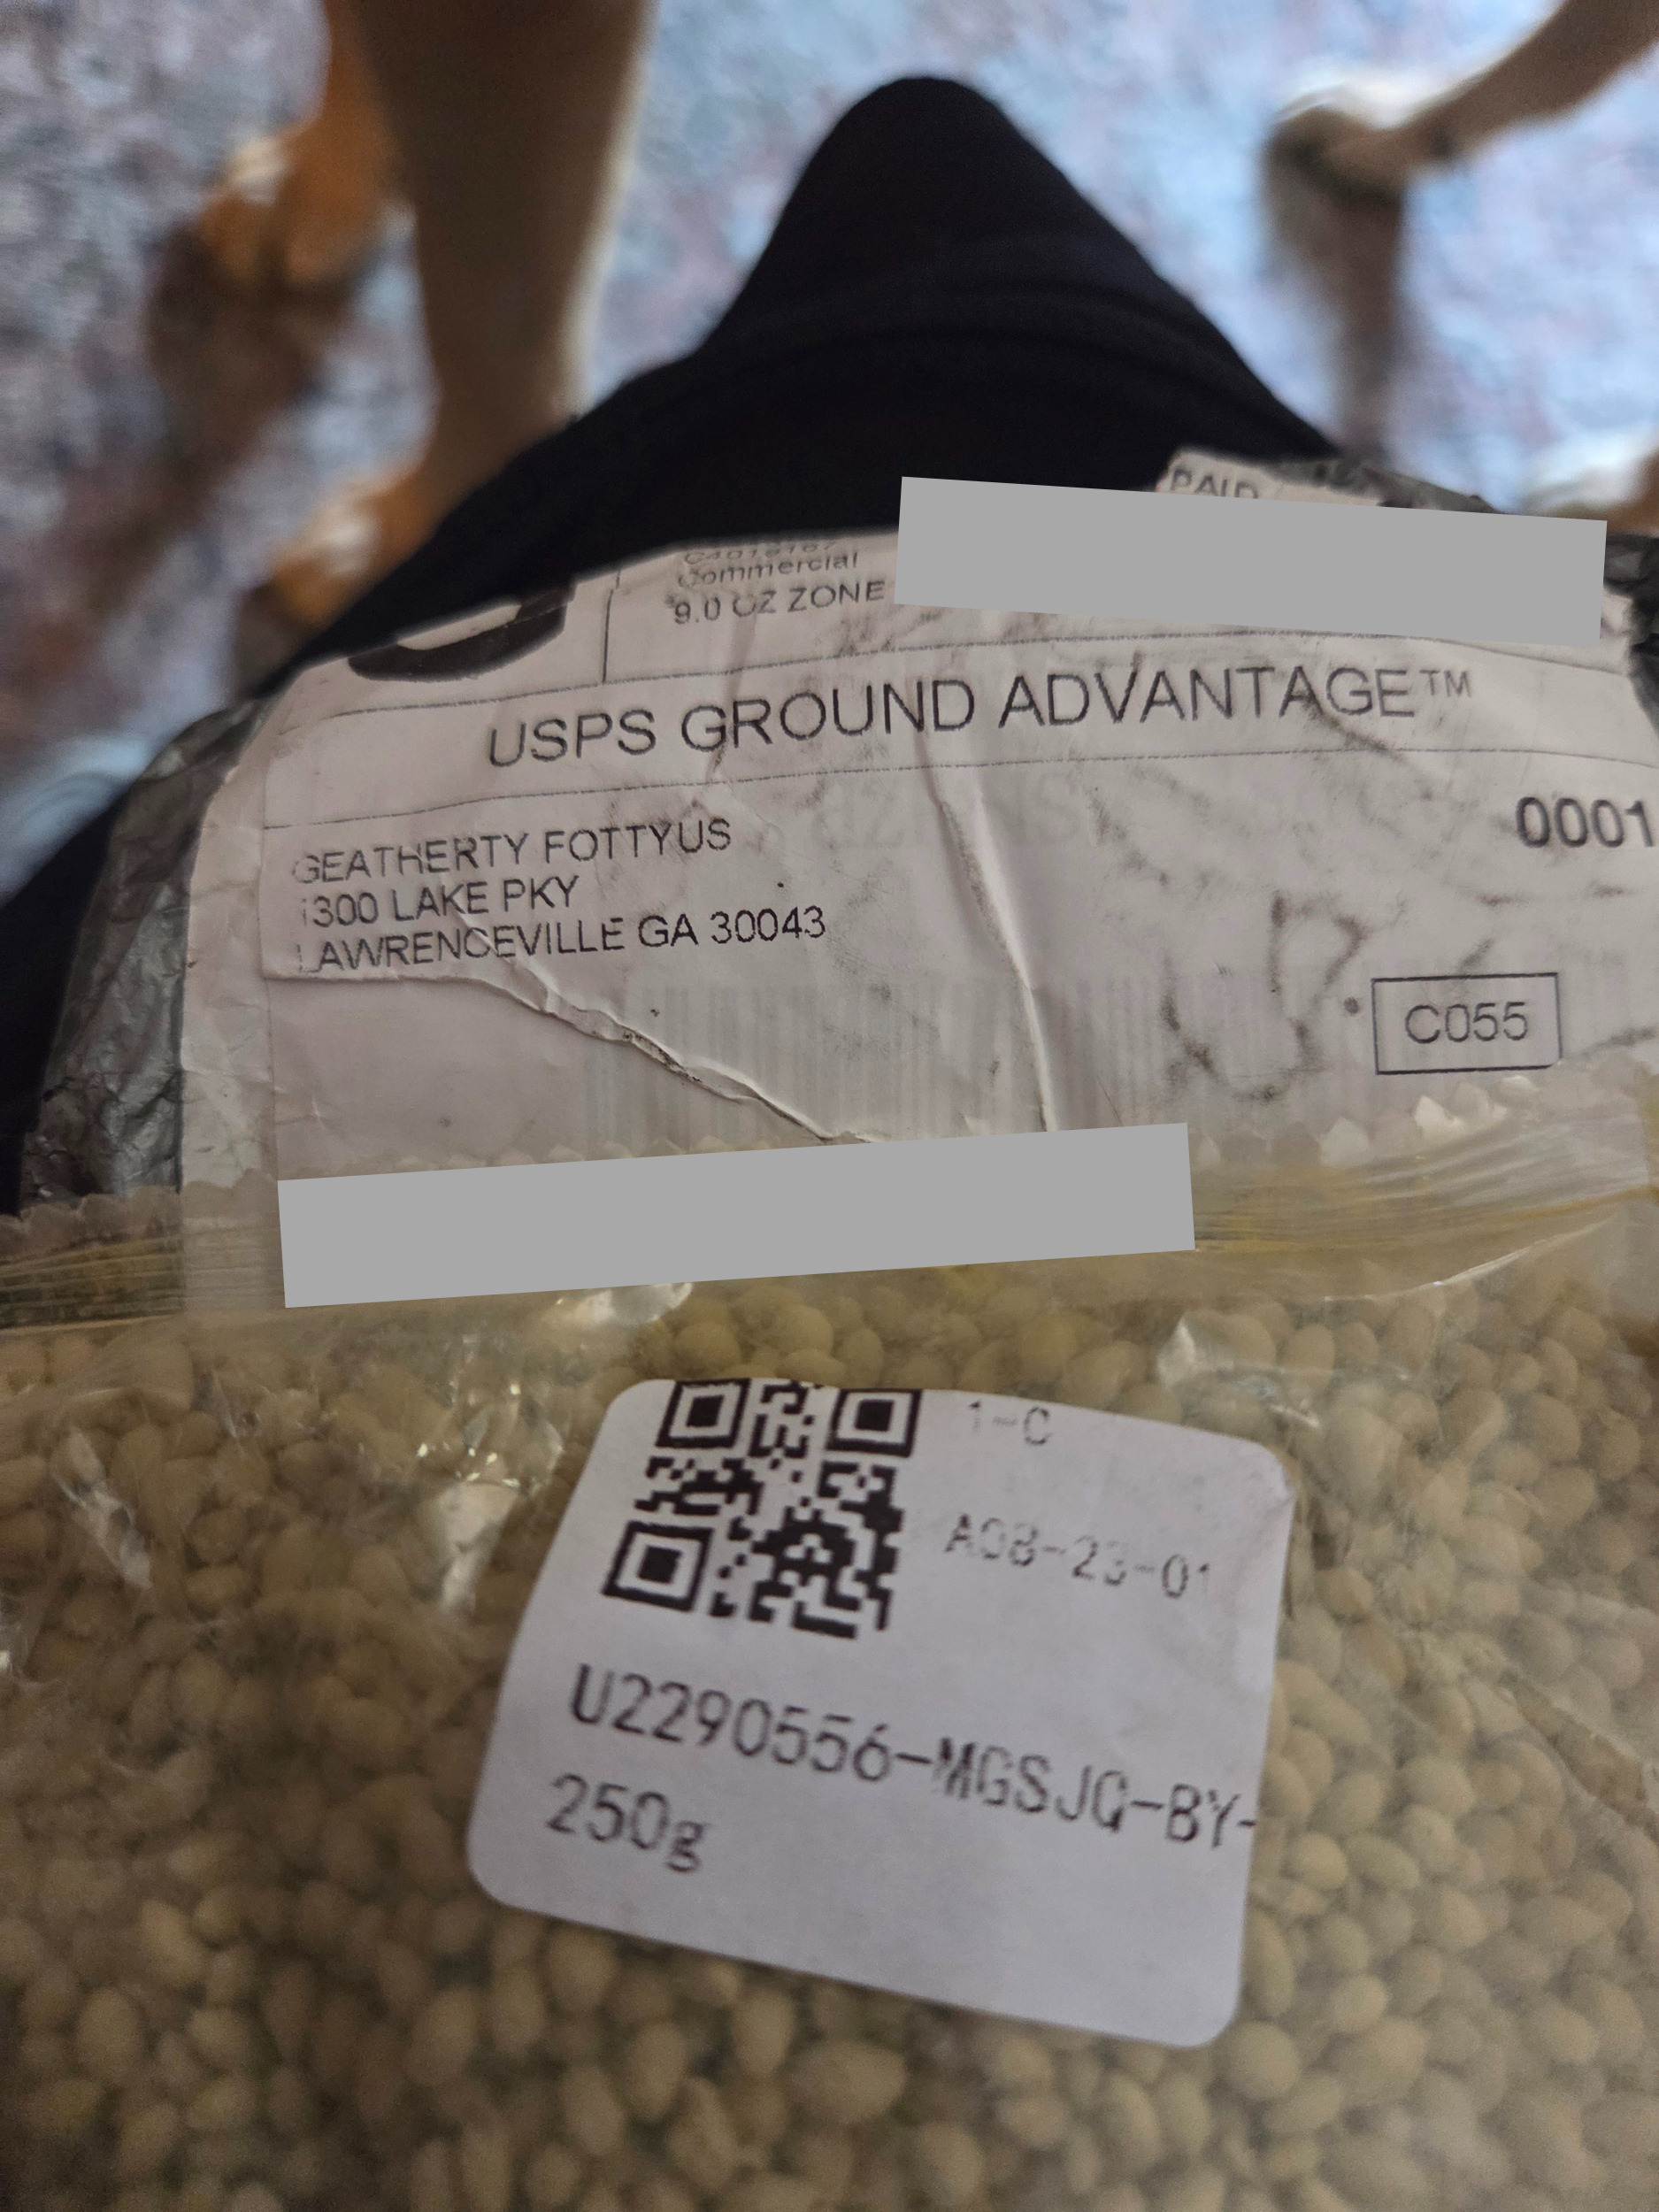 PAID
Commercial
9.0 OZ ZONE
USPS GROUND ADVANTAGE™
0001
GEATHERTY FOTTYUS
1300 LAKE PKY
LAWRENCEVILLE GA 30043
C055
1-C
A08-23-01
U2290556-MGSJQ-BY-
250g